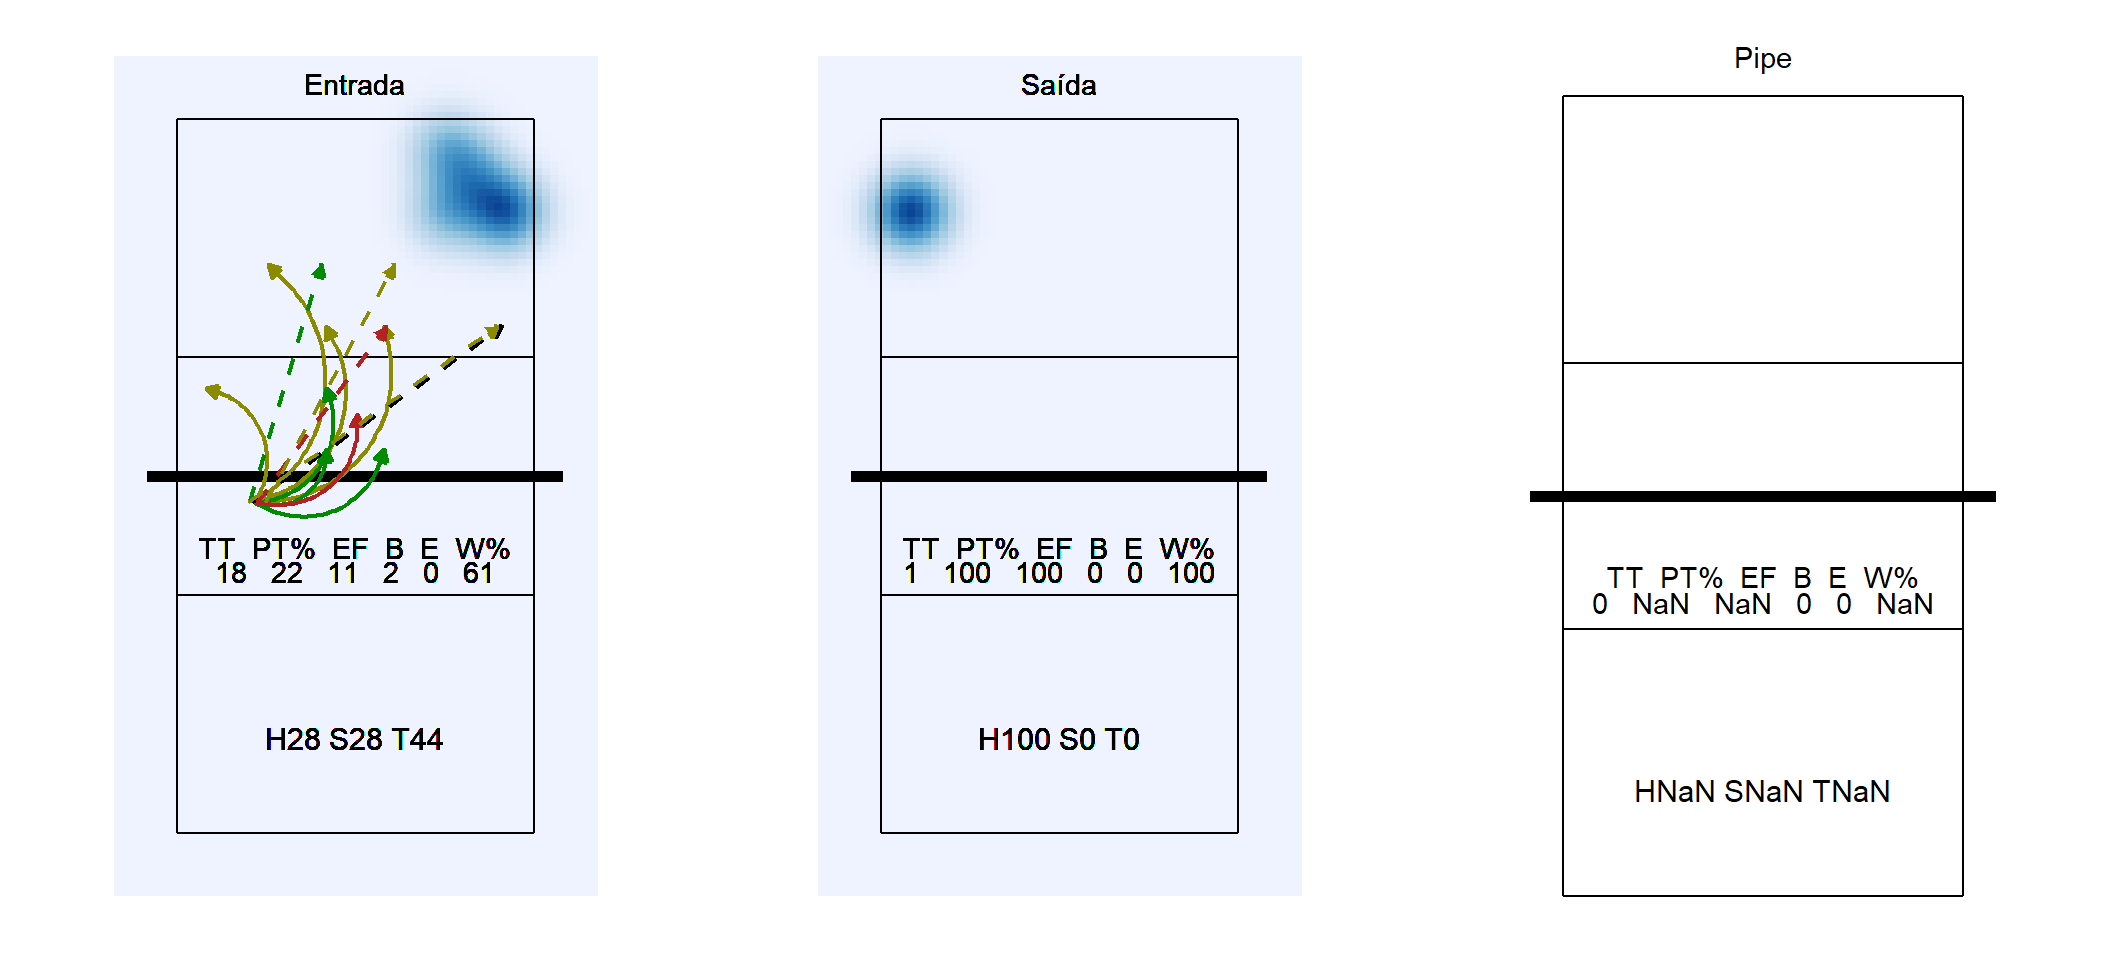 Entrada
TT PT% EF B E W%
18 22 11 2 0 61
H28 S28 T44
Saída
TT PT% EF B E W%
1 100 100 0 0 100
H100 S0 T0
Pipe
TT PT% EF B E W%
0 NaN NaN 0 0 NaN
HNaN SNaN TNaN